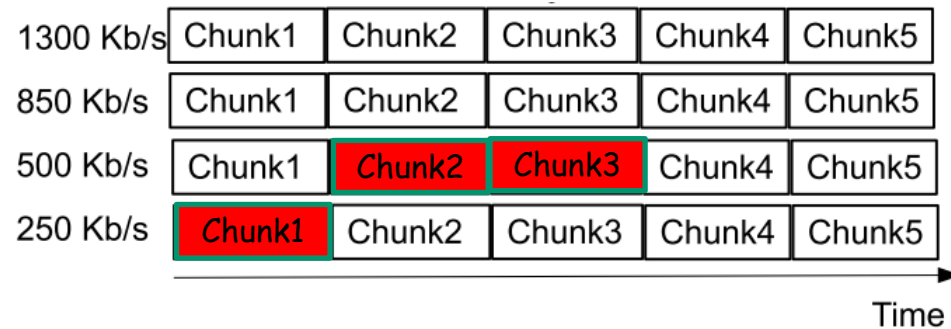 1300 Kb/s Chunk1 Chunk2 Chunk3 Chunk4 Chunk5
850 Kb/s Chunk1 Chunk2 Chunk3 Chunk4 Chunk5
500 Kb/s Chunk1 Chunk2 Chunk3 Chunk4 Chunk5
250 Kb/s Chunk1 Chunk2 Chunk3 Chunk4 Chunk5
Time